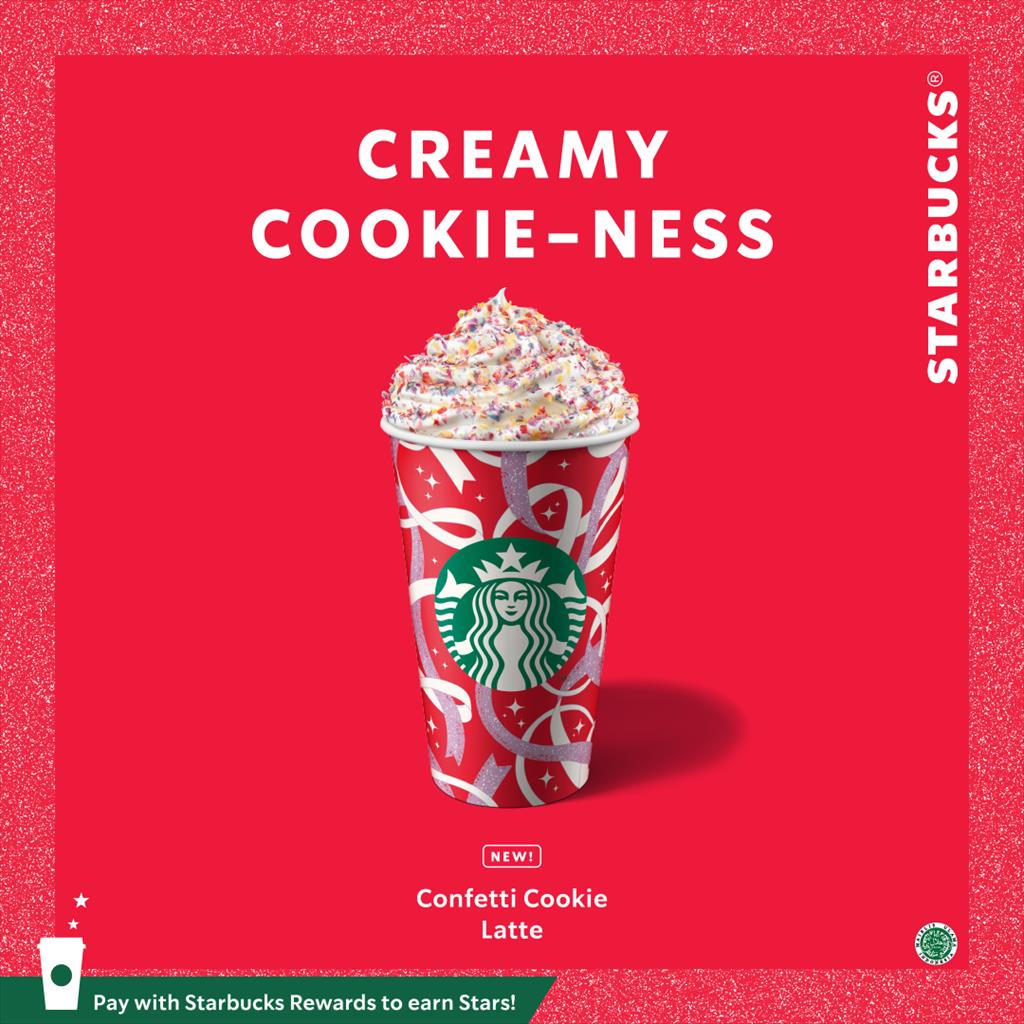 CREAMY
COOKIE-NESS
STARBUCKS®
NEW!
Confetti Cookie
Latte
Pay with Starbucks Rewards to earn Stars!